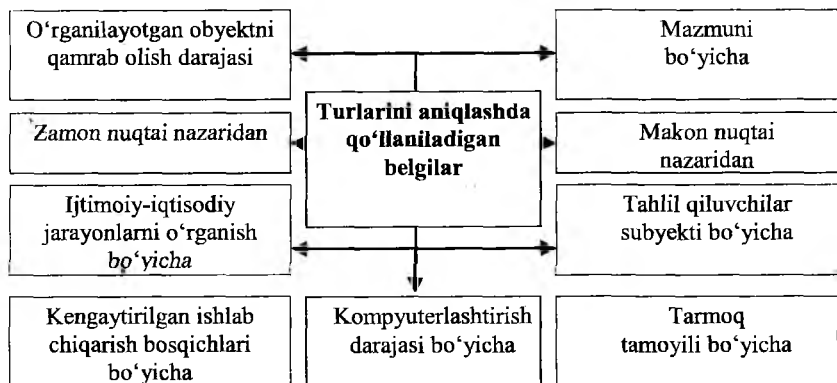 O‘rganilayotgan obyektni
qamrab olish darajasi
Mazmuni
bo‘yicha
Turlarini aniqlashda
qo‘llaniladigan
belgilar
Zamon nuqtai nazaridan
Makon nuqtai
nazaridan
Ijtimoiy-iqtisodiy
jarayonlarni o‘rganish
bo‘yicha
Tahlil qiluvchilar
subyekti bo‘yicha
Kengaytirilgan ishlab
chiqarish bosqichlari
bo‘yicha
Kompyuterlashtirish
darajasi bo‘yicha
Tarmoq
tamoyili bo‘yicha